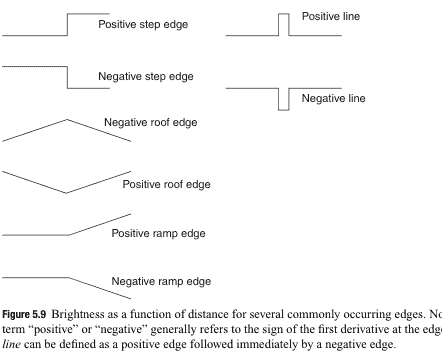 Positive step edge
Positive line
Negative step edge
Negative line
Negative roof edge
Positive roof edge
Positive ramp edge
Negative ramp edge
Figure 5.9 Brightness as a function of distance for several commonly occurring edges. No
term “positive” or “negative” generally refers to the sign of the first derivative at the edg
line can be defined as a positive edge followed immediately by a negative edge.